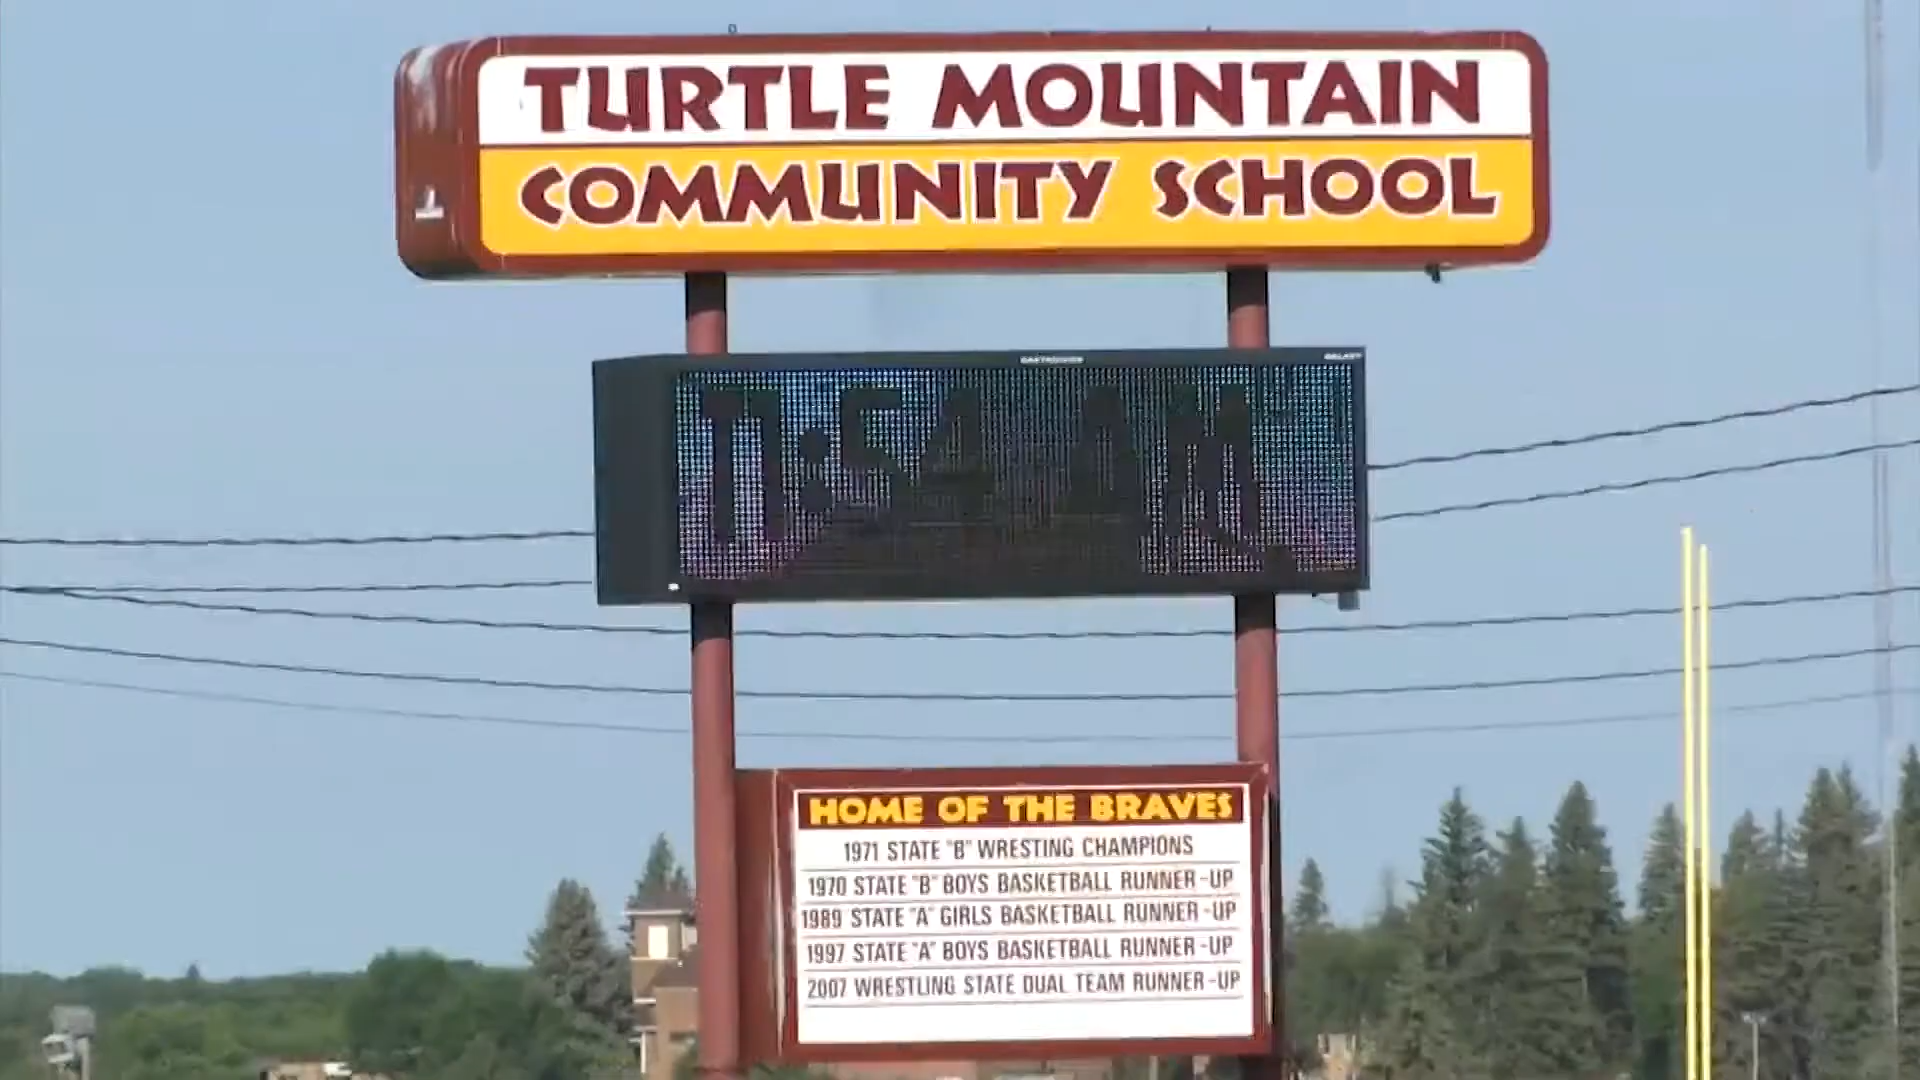 TURTLE MOUNTAIN
COMMUNITY SCHOOL
DAKTRONICS
GALAXY
11:54 AM
HOME OF THE BRAVES
1971 STATE "B" WRESTING CHAMPIONS
1970 STATE "B" BOYS BASKETBALL RUNNER-UP
1989 STATE "A" GIRLS BASKETBALL RUNNER-UP
1997 STATE "A" BOYS BASKETBALL RUNNER-UP
2007 WRESTLING STATE DUAL TEAM RUNNER-UP